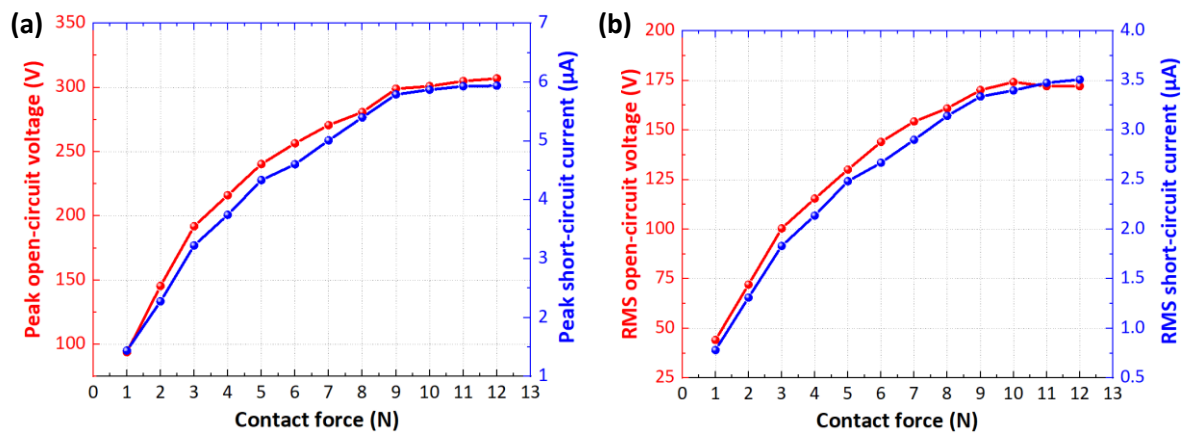 (a)
Peak open-circuit voltage (V)
350
300
250
200
150
100
7
6
5
4
3
2
1
Peak short-circuit current (µA)
0 1 2 3 4 5 6 7 8 9 10 11 12 13
Contact force (N)
(b)
RMS open-circuit voltage (V)
200
175
150
125
100
75
50
25
4.0
3.5
3.0
2.5
2.0
1.5
1.0
0.5
RMS short-circuit current (µA)
0 1 2 3 4 5 6 7 8 9 10 11 12 13
Contact force (N)